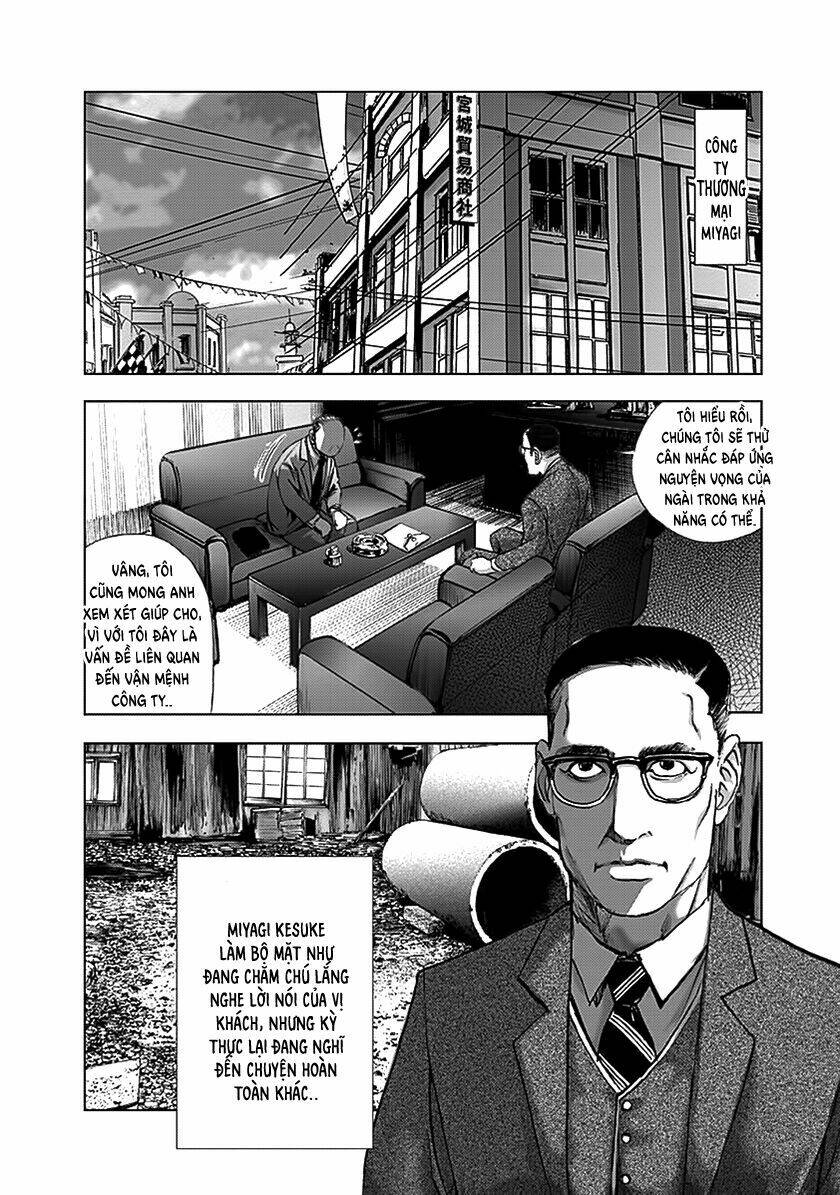 宮城貿易商社
CÔNG
TY
THƯƠNG
MẠI
MIYAGI
TÔI HIỂU RỒI,
CHÚNG TÔI SẼ THỬ
CÂN NHẮC ĐÁP ỨNG
NGUYỆN VỌNG CỦA
NGÀI TRONG KHẢ
NĂNG CÓ THỂ.
VÂNG, TÔI
CŨNG MONG ANH
XEM XÉT GIÚP CHO,
VÌ VỚI TÔI ĐÂY LÀ
VẤN ĐỀ LIÊN QUAN
ĐẾN VẬN MỆNH
CÔNG TY..
MIYAGI KESUKE
LÀM BỘ MẶT NHƯ
ĐANG CHĂM CHÚ LẮNG
NGHE LỜI NÓI CỦA VỊ
KHÁCH, NHƯNG KỲ
THỰC LẠI ĐANG NGHĨ
ĐẾN CHUYỆN HOÀN
TOÀN KHÁC..